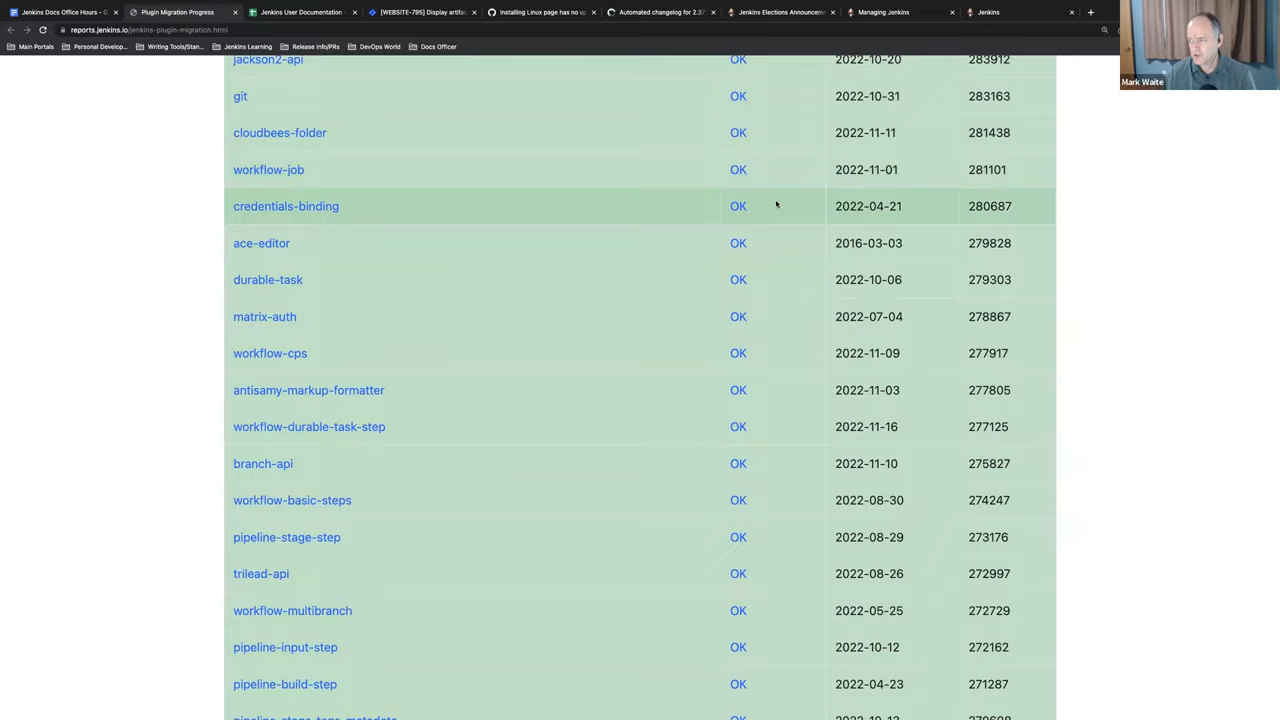 Jenkins Docs Office Hours - G
Plugin Migration Progress
Jenkins User Documentation -
[WEBSITE-795] Display artifac
Installing Linux page has no u
Automated changelog for 2.37
Jenkins Elections Announcem
Managing Jenkins
Jenkins
reports.jenkins.io/jenkins-plugin-migration.html
Main Portals
Personal Develop...
Writing Tools/Stan...
Jenkins Learning
Release Info/PRs
DevOps World
Docs Officer
Mark Waite
jackson2-api OK 2022-10-20 283912
git OK 2022-10-31 283163
cloudbees-folder OK 2022-11-11 281438
workflow-job OK 2022-11-01 281101
credentials-binding OK 2022-04-21 280687
ace-editor OK 2016-03-03 279828
durable-task OK 2022-10-06 279303
matrix-auth OK 2022-07-04 278867
workflow-cps OK 2022-11-09 277917
antisamy-markup-formatter OK 2022-11-03 277805
workflow-durable-task-step OK 2022-11-16 277125
branch-api OK 2022-11-10 275827
workflow-basic-steps OK 2022-08-30 274247
pipeline-stage-step OK 2022-08-29 273176
trilead-api OK 2022-08-26 272997
workflow-multibranch OK 2022-05-25 272729
pipeline-input-step OK 2022-10-12 272162
pipeline-build-step OK 2022-04-23 271287